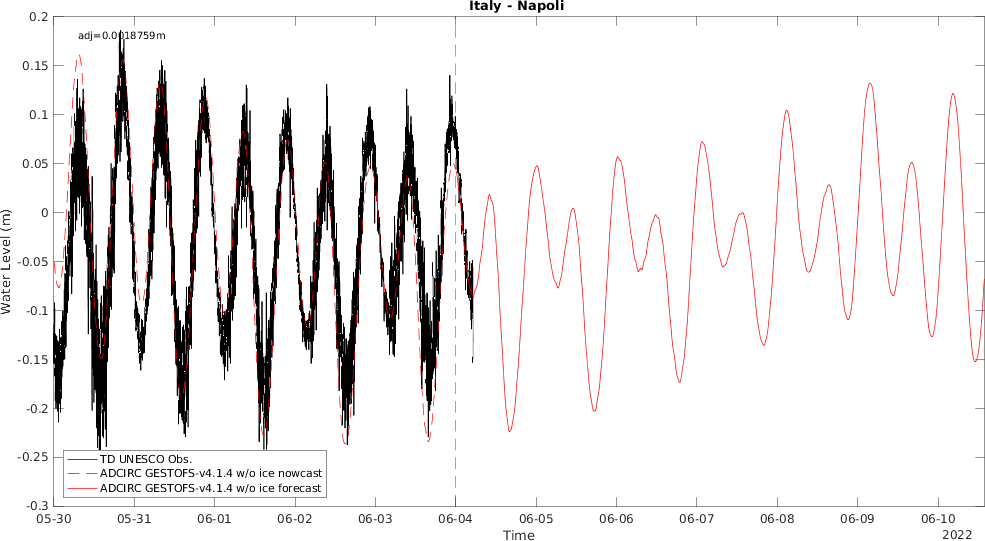 Italy - Napoli
adj=0.0018759m
0.2
0.15
0.1
0.05
0
-0.05
-0.1
-0.15
-0.2
-0.25
-0.3
Water Level (m)
TD UNESCO Obs.
ADCIRC GESTOFS-v4.1.4 w/o ice nowcast
ADCIRC GESTOFS-v4.1.4 w/o ice forecast
05-30 05-31 06-01 06-02 06-03 06-04 06-05 06-06 06-07 06-08 06-09 06-10
Time
2022